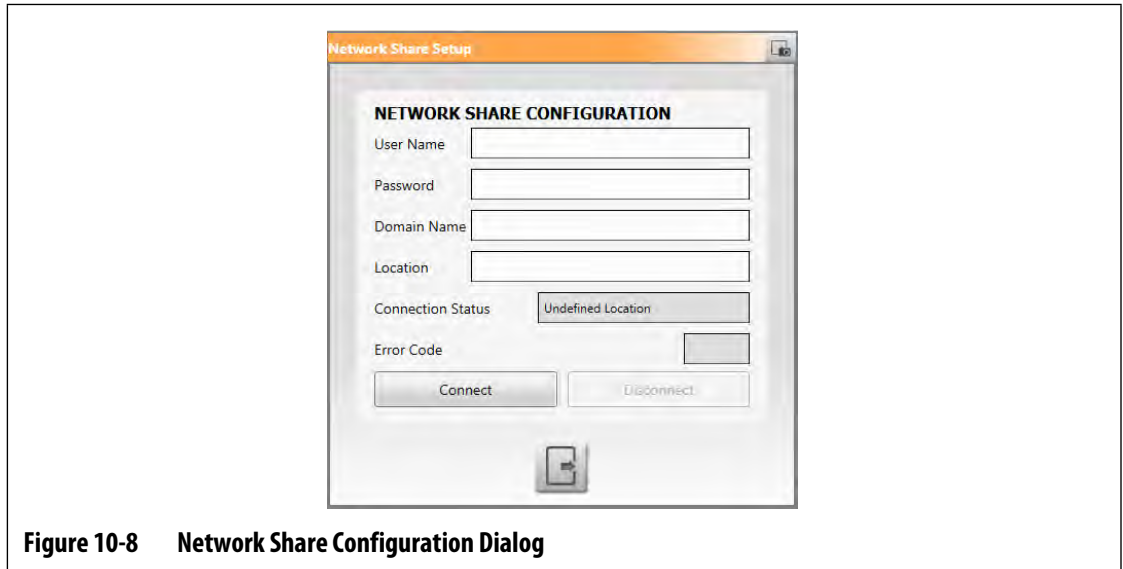 Network Share Setup
NETWORK SHARE CONFIGURATION
User Name
Password
Domain Name
Location
Connection Status Undefined Location
Error Code
Connect Disconnect
Figure 10-8 Network Share Configuration Dialog